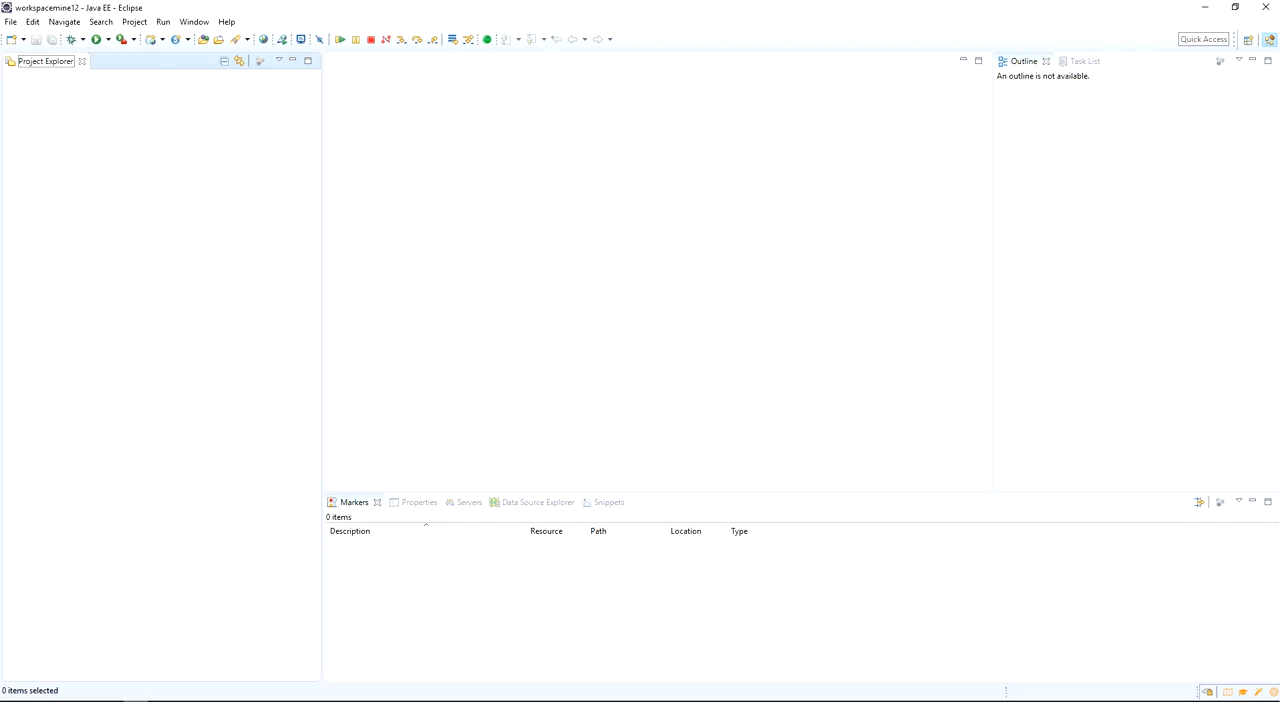 workspacemine12 - Java EE - Eclipse
File Edit Navigate Search Project Run Window Help
Quick Access
Project Explorer
Outline Task List
An outline is not available.
Markers Properties Servers Data Source Explorer Snippets
0 items
Description Resource Path Location Type
0 items selected